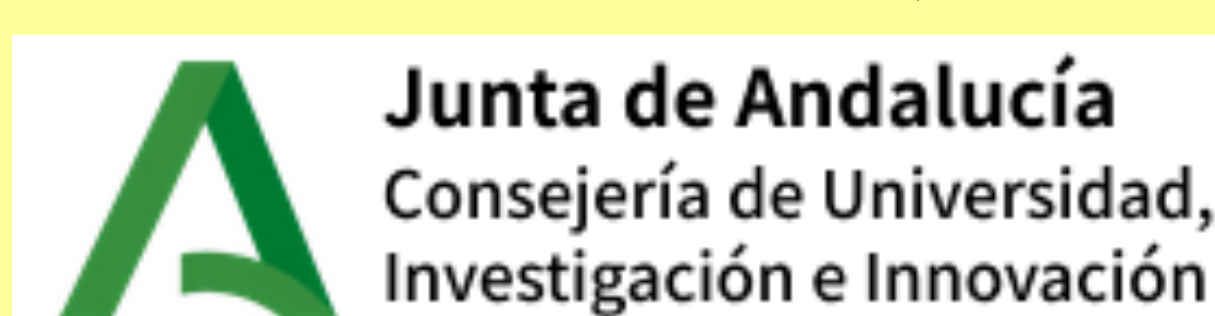 Junta de Andalucía
Consejería de Universidad,
Investigación e Innovación